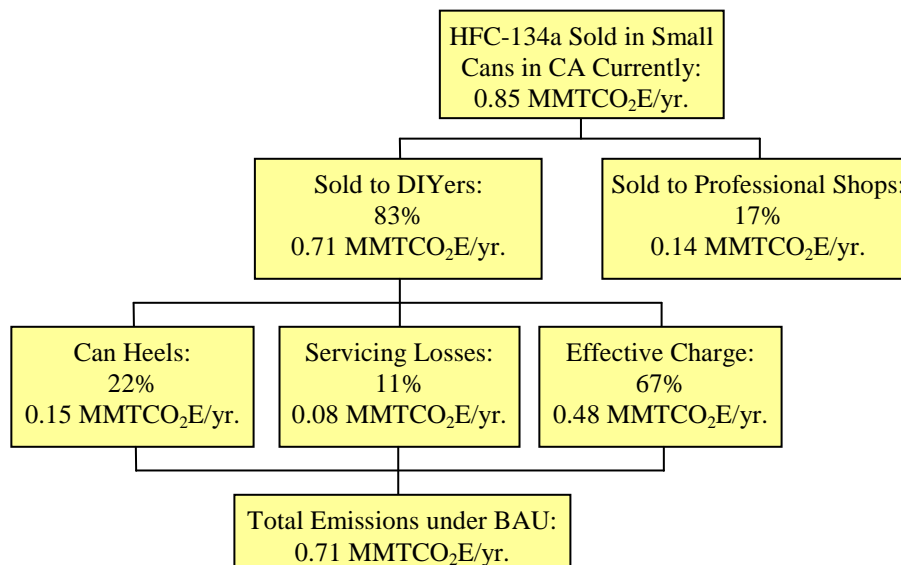 HFC-134a Sold in Small
Cans in CA Currently:
0.85 MMTCO₂E/yr.
Sold to DIYers:
83%
0.71 MMTCO₂E/yr.
Sold to Professional Shops:
17%
0.14 MMTCO₂E/yr.
Can Heels:
22%
0.15 MMTCO₂E/yr.
Servicing Losses:
11%
0.08 MMTCO₂E/yr.
Effective Charge:
67%
0.48 MMTCO₂E/yr.
Total Emissions under BAU:
0.71 MMTCO₂E/yr.